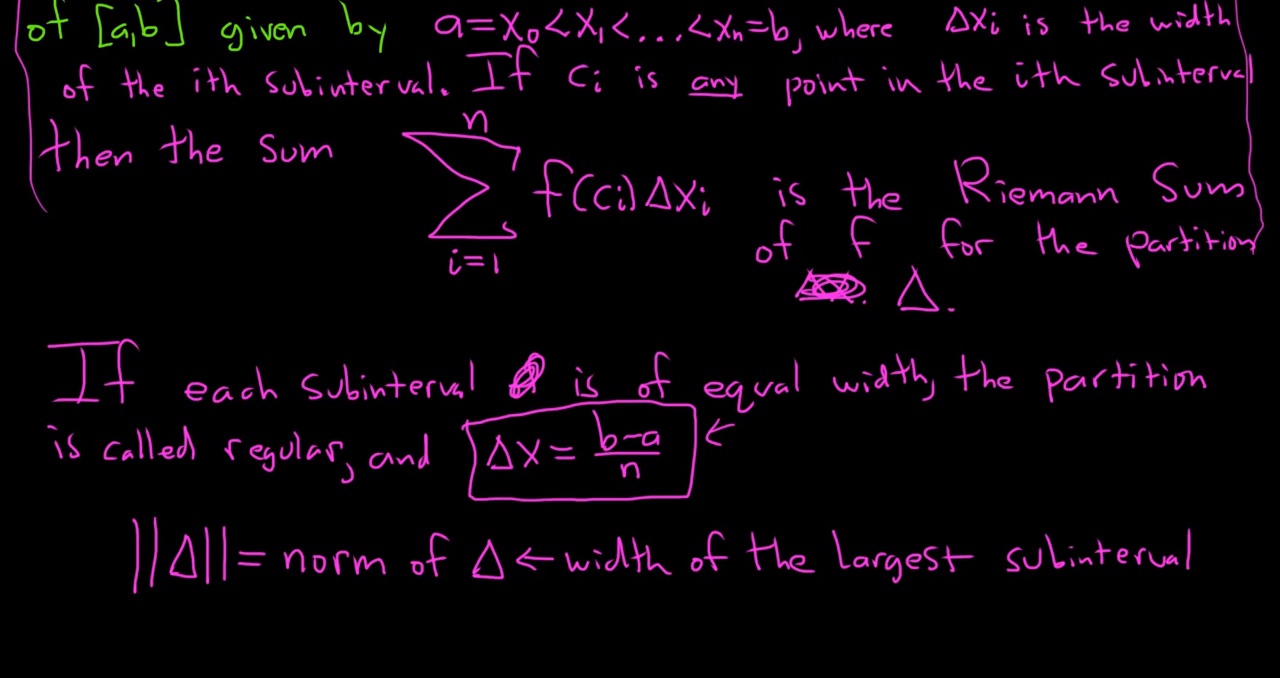 of [a,b] given by a=x₀<x₁<...<xₙ=b, where Δxi is the width
of the ith subinterval. If ci is any point in the ith subinterval
then the sum n∑i=1 f(ci)Δxi is the Riemann Sum
of f for the partition
Δ.
If each subinterval is of equal width, the partition
is called regular, and Δx = (b-a)/n ←
||Δ|| = norm of Δ ← width of the largest subinterval